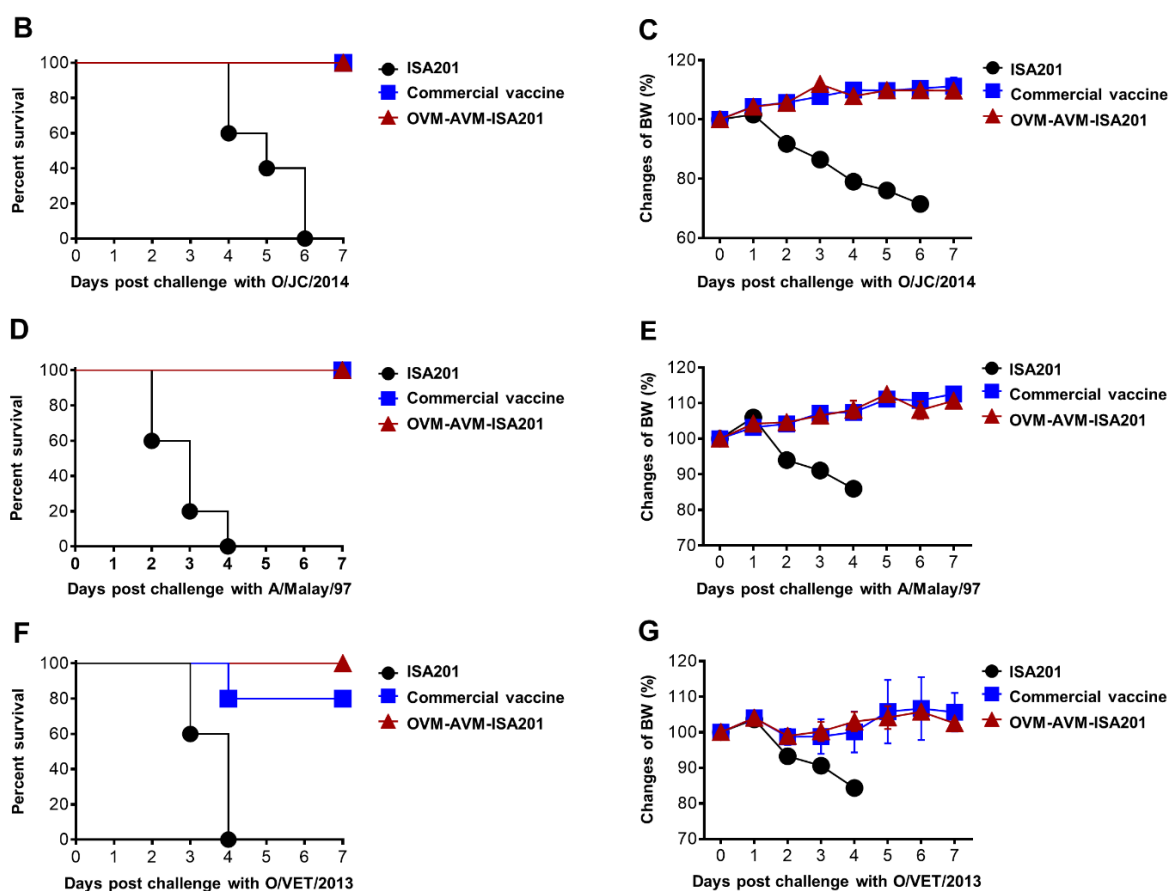 B
Percent survival
100
80
60
40
20
0
0 1 2 3 4 5 6 7
Days post challenge with O/JC/2014
ISA201
Commercial vaccine
OVM-AVM-ISA201
C
Changes of BW (%)
120
100
80
60
0 1 2 3 4 5 6 7
Days post challenge with O/JC/2014
ISA201
Commercial vaccine
OVM-AVM-ISA201
D
Percent survival
100
80
60
40
20
0
0 1 2 3 4 5 6 7
Days post challenge with A/Malay/97
ISA201
Commercial vaccine
OVM-AVM-ISA201
E
Changes of BW (%)
120
110
100
90
80
70
0 1 2 3 4 5 6 7
Days post challenge with A/Malay/97
ISA201
Commercial vaccine
OVM-AVM-ISA201
F
Percent survival
100
80
60
40
20
0
0 1 2 3 4 5 6 7
Days post challenge with O/VET/2013
ISA201
Commercial vaccine
OVM-AVM-ISA201
G
Changes of BW (%)
120
110
100
90
80
70
0 1 2 3 4 5 6 7
Days post challenge with O/VET/2013
ISA201
Commercial vaccine
OVM-AVM-ISA201